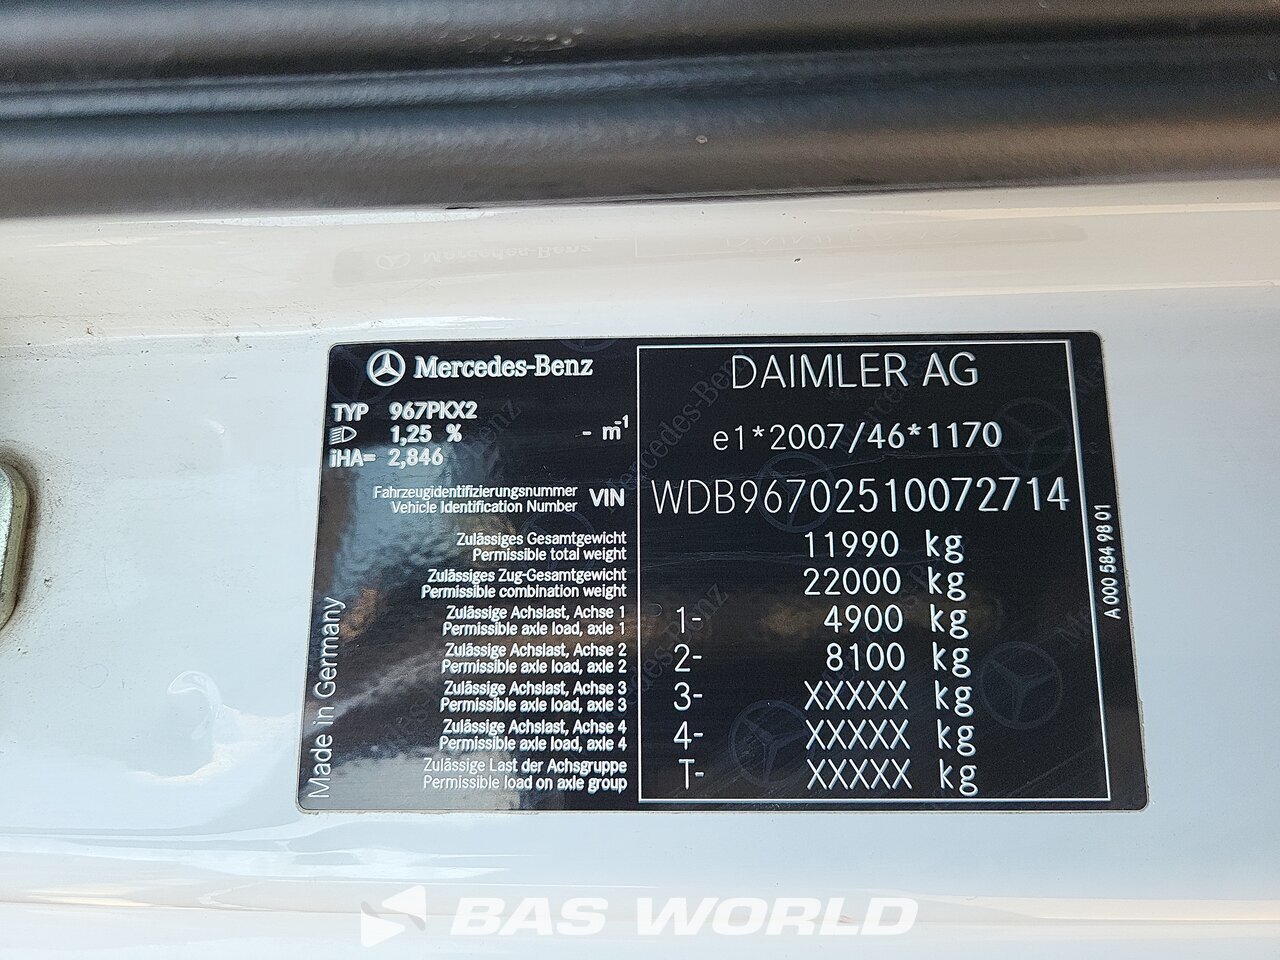 Mercedes-Benz
DAIMLER AG
TYP 967PKX2
1,25 % - m⁻¹
iHA= 2,846
e1*2007/46*1170
Fahrzeugidentifizierungsnummer
Vehicle Identification Number
VIN WDB96702510072714
Zulässiges Gesamtgewicht
Permissible total weight
11990 kg
Zulässiges Zug-Gesamtgewicht
Permissible combination weight
22000 kg
Zulässige Achslast, Achse 1
Permissible axle load, axle 1
1- 4900 kg
Zulässige Achslast, Achse 2
Permissible axle load, axle 2
2- 8100 kg
Zulässige Achslast, Achse 3
Permissible axle load, axle 3
3- XXXXX kg
Zulässige Achslast, Achse 4
Permissible axle load, axle 4
4- XXXXX kg
Zulässige Last der Achsgruppe
Permissible load on axle group
T- XXXXX kg
Made in Germany
A 000 584 98 01
BAS WORLD